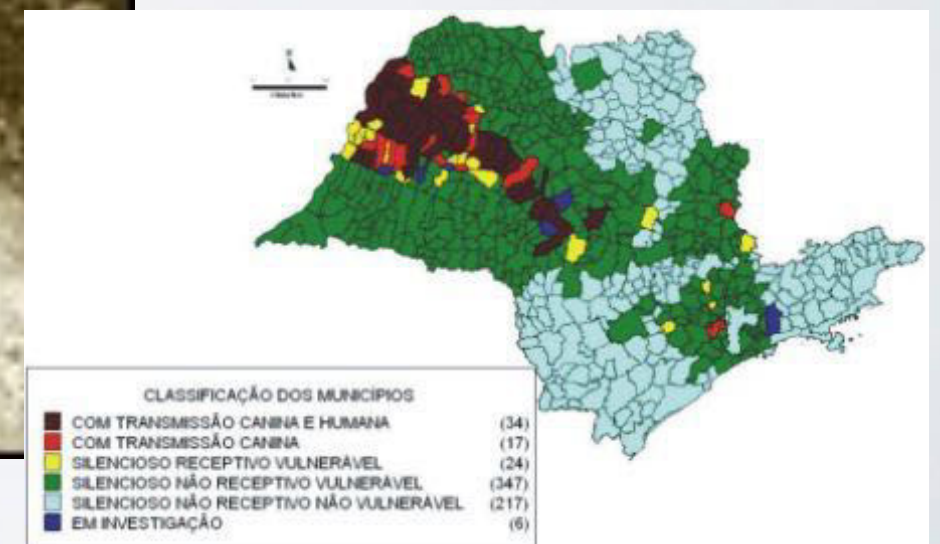 CLASSIFICAÇÃO DOS MUNICÍPIOS
COM TRANSMISSÃO CANINA E HUMANA (34)
COM TRANSMISSÃO CANINA (17)
SILENCIOSO RECEPTIVO VULNERÁVEL (24)
SILENCIOSO NÃO RECEPTIVO VULNERÁVEL (347)
SILENCIOSO NÃO RECEPTIVO NÃO VULNERÁVEL (217)
EM INVESTIGAÇÃO (6)